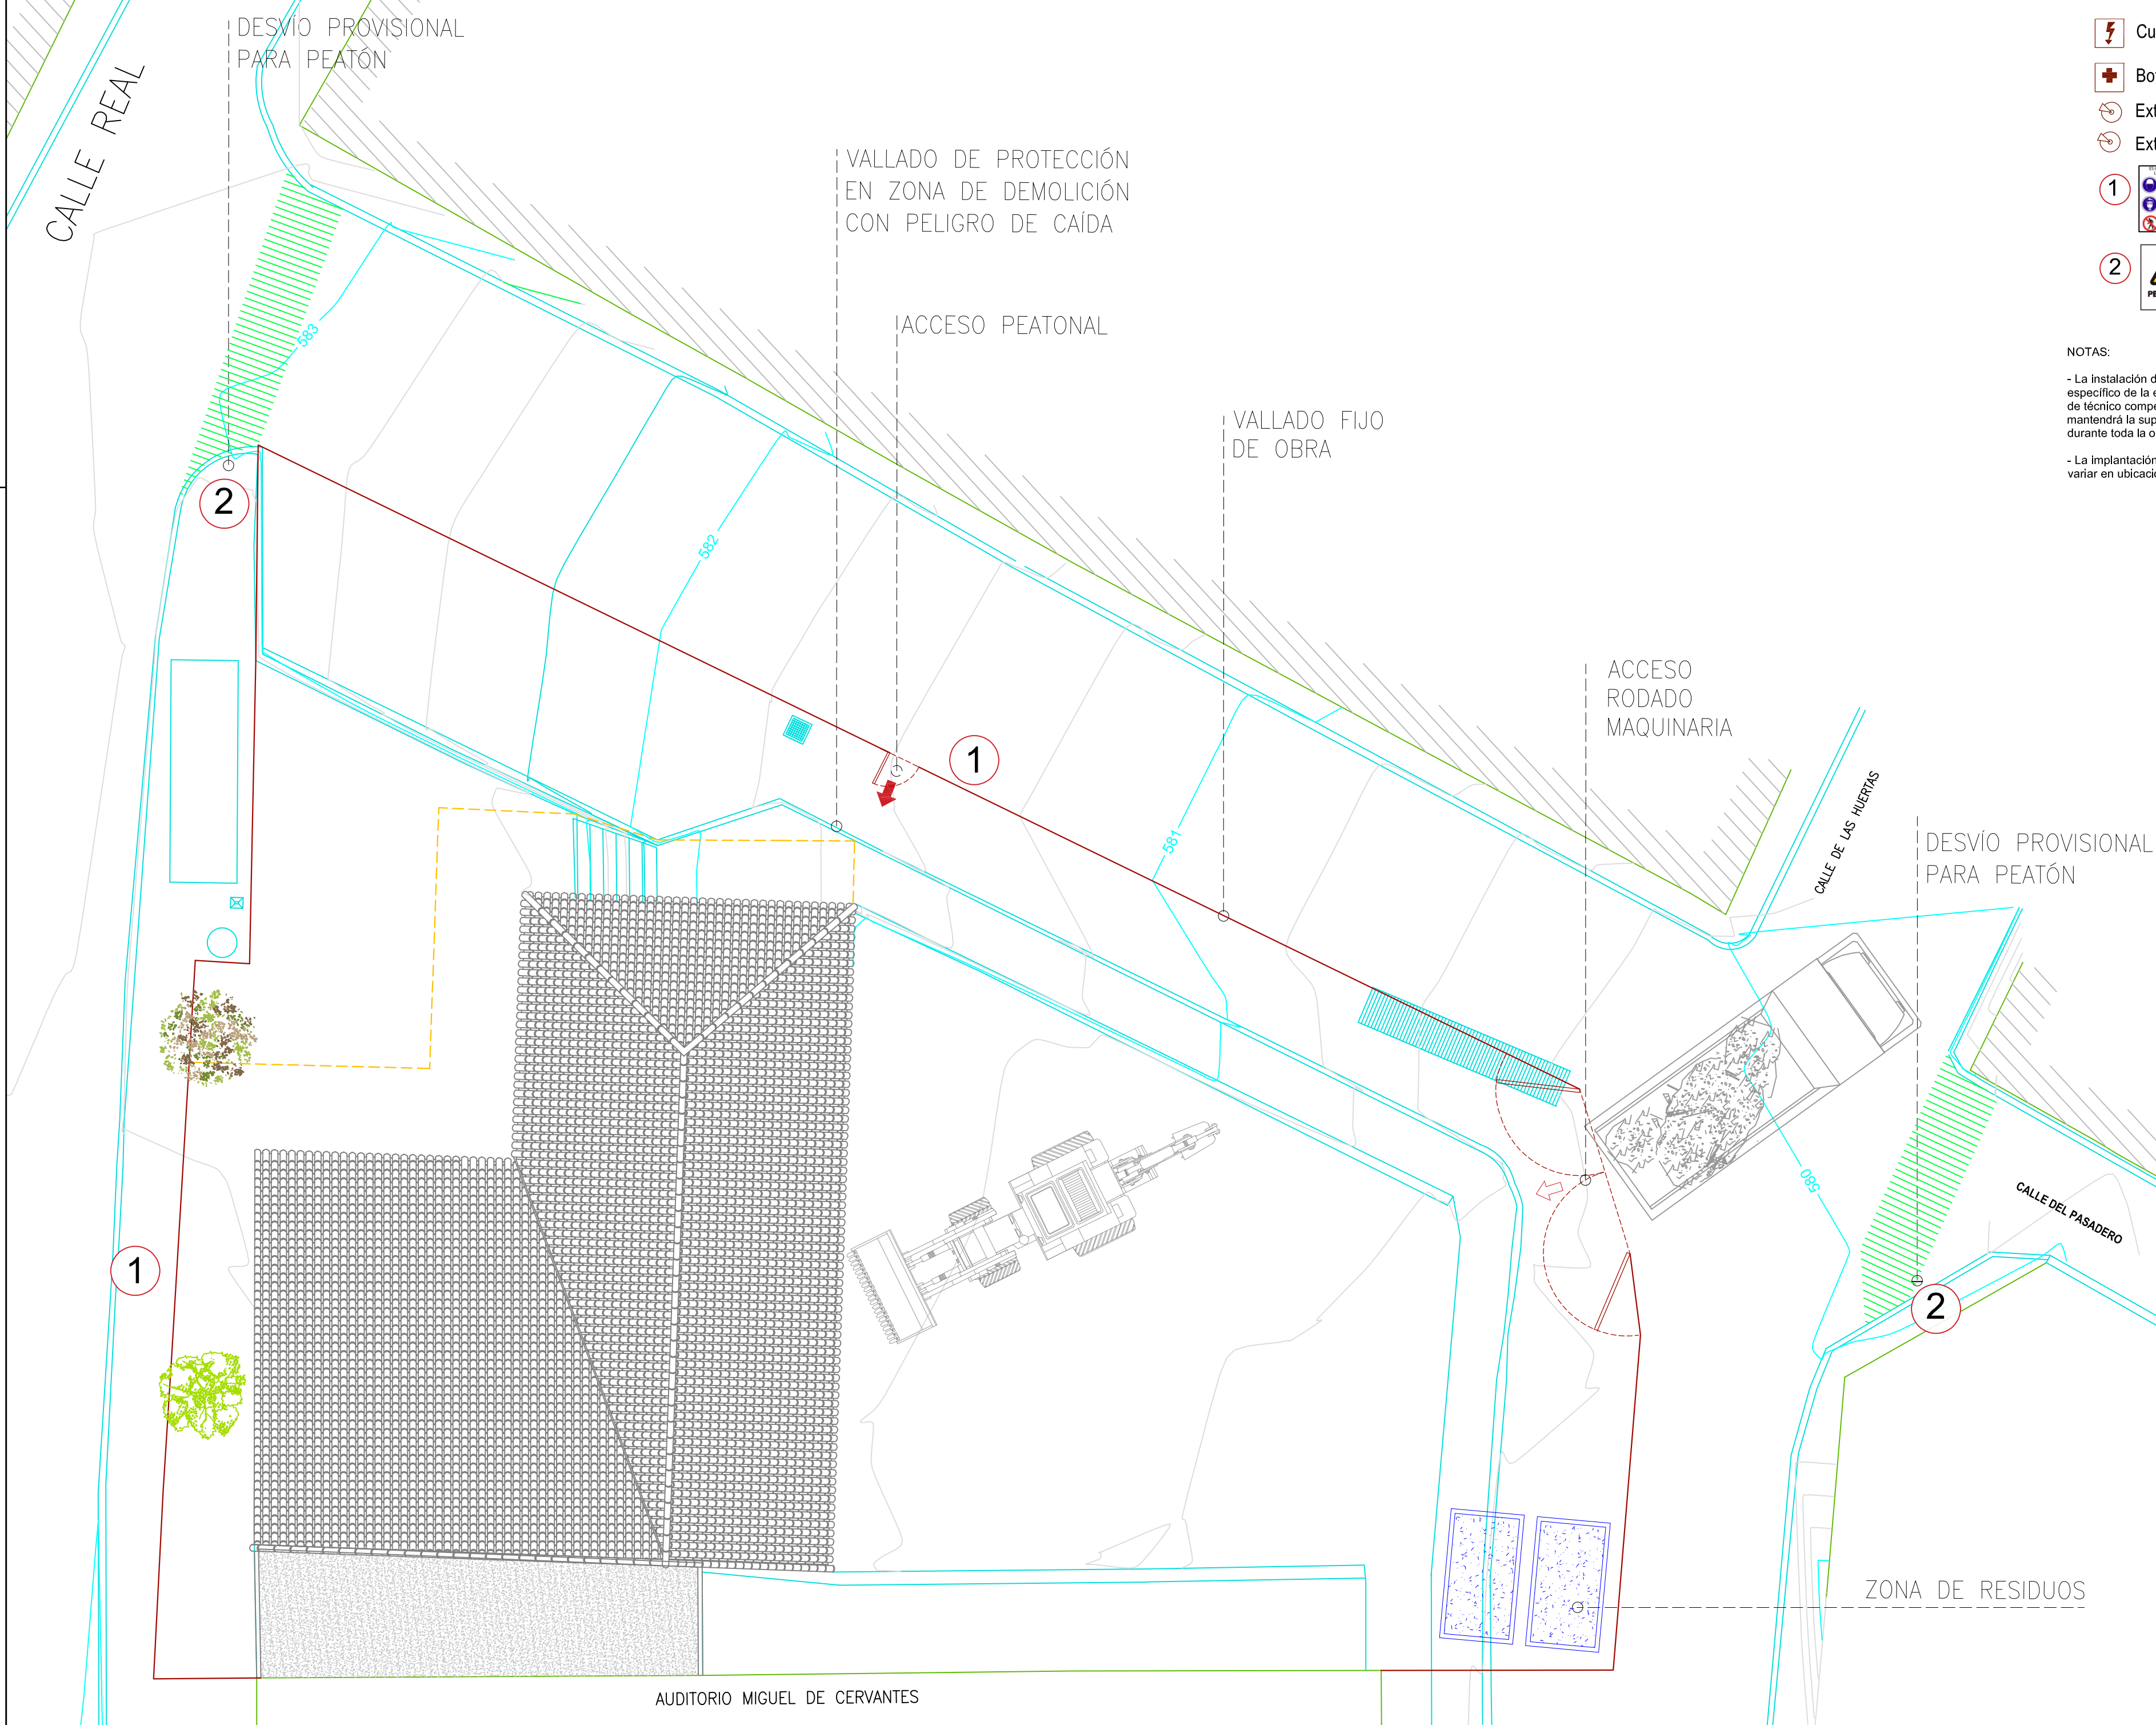 DESVÍO PROVISIONAL
PARA PEATÓN
CALLE REAL
VALLADO DE PROTECCIÓN
EN ZONA DE DEMOLICIÓN
CON PELIGRO DE CAÍDA
ACCESO PEATONAL
VALLADO FIJO
DE OBRA
ACCESO
RODADO
MAQUINARIA
CALLE DE LAS HUERTAS
DESVÍO PROVISIONAL
PARA PEATÓN
CALLE DEL PASADERO
ZONA DE RESIDUOS
AUDITORIO MIGUEL DE CERVANTES
583
582
581
580
2
1
1
2
1
2
NOTAS:
- La instalación
específico de la
de técnico
mantendrá la
durante toda la
- La implantación
variar en